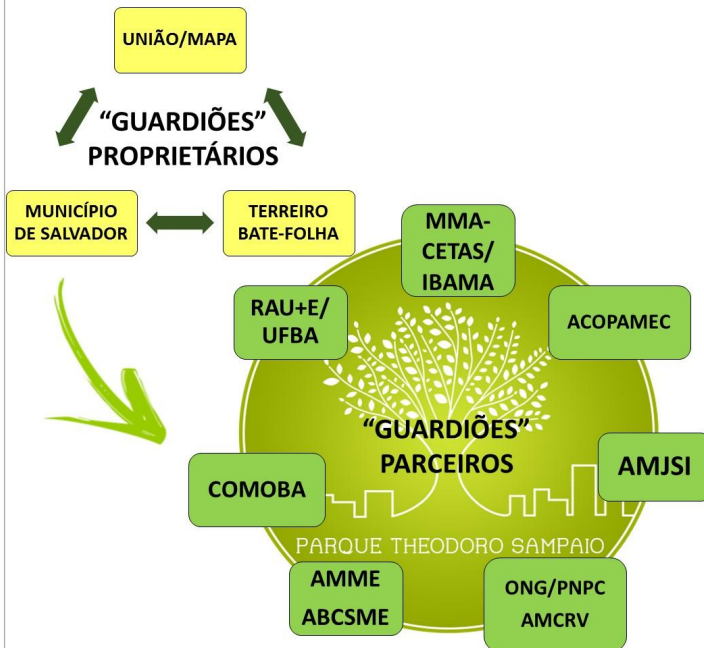 UNIÃO/MAPA
“GUARDIÕES”
PROPRIETÁRIOS
MUNICÍPIO
DE SALVADOR
TERREIRO
BATE-FOLHA
MMA-
CETAS/
IBAMA
RAU+E/
UFBA
ACOPAMEC
“GUARDIÕES”
PARCEIROS
COMOBA
AMJSI
PARQUE THEODORO SAMPAIO
AMME
ABCSME
ONG/PNPC
AMCRV